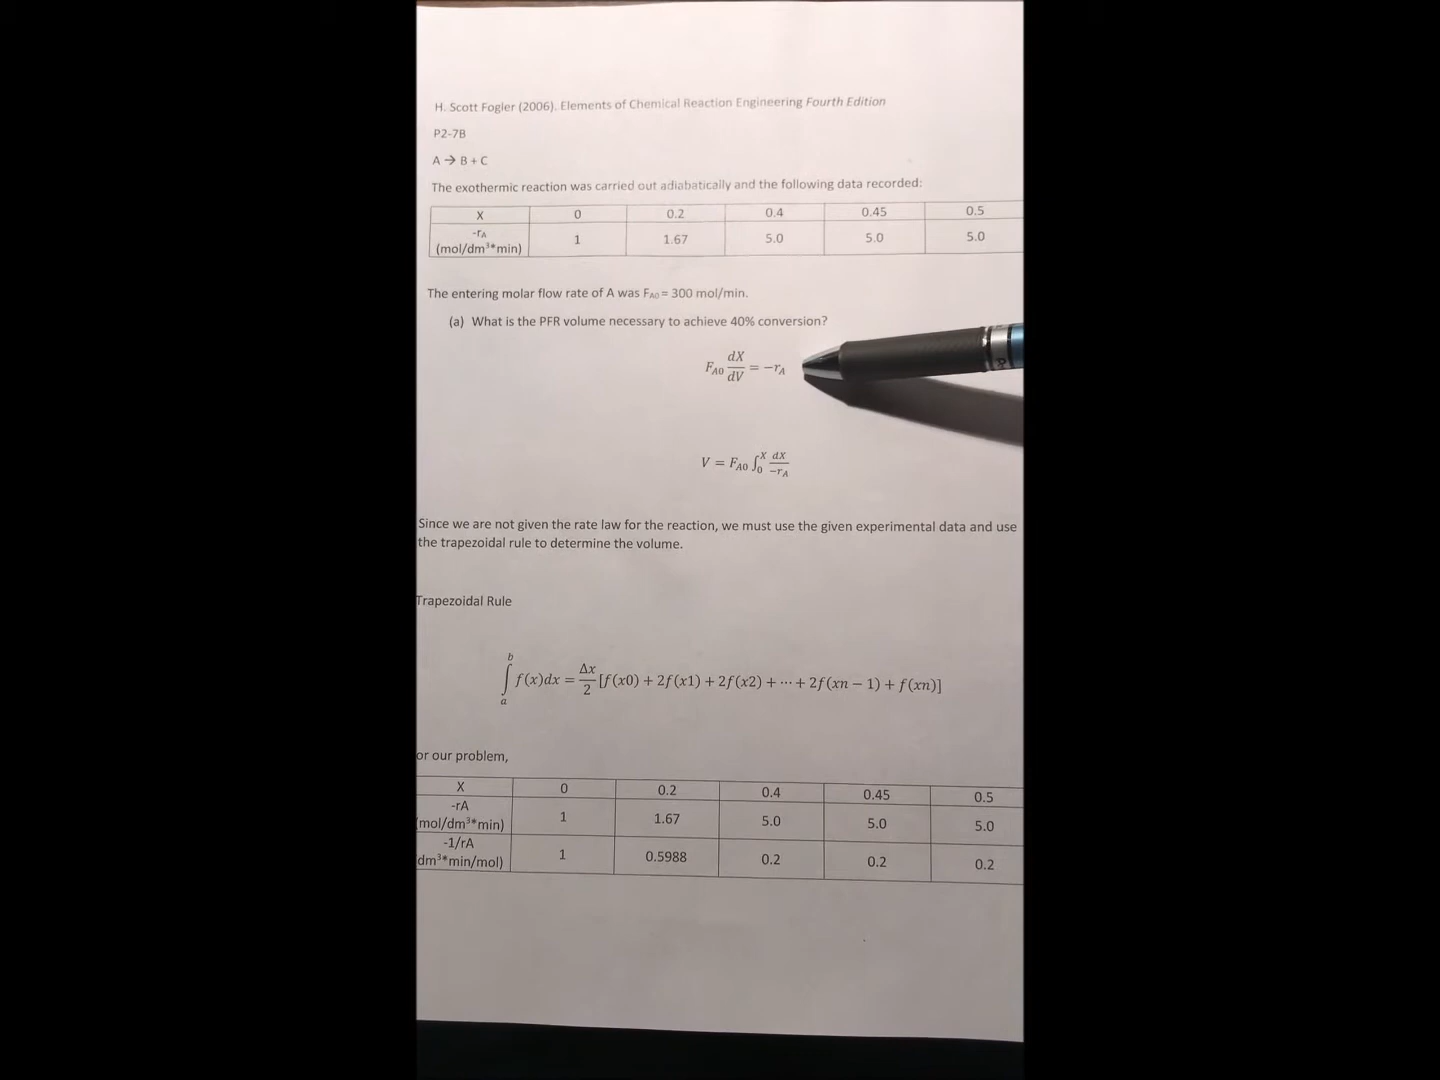 H. Scott Fogler (2006). Elements of Chemical Reaction Engineering Fourth Edition
P2-7B
A → B + C
The exothermic reaction was carried out adiabatically and the following data recorded:
X 0 0.2 0.4 0.45 0.5
-rA (mol/dm³*min) 1 1.67 5.0 5.0 5.0
The entering molar flow rate of A was FA0 = 300 mol/min.
(a) What is the PFR volume necessary to achieve 40% conversion?
FA0 dX/dV = −rA
V = FA0 ∫0^X dX/−rA
Since we are not given the rate law for the reaction, we must use the given experimental data and use
the trapezoidal rule to determine the volume.
Trapezoidal Rule
∫a^b f(x)dx = Δx/2 [f(x0) + 2f(x1) + 2f(x2) + ⋯ + 2f(xn − 1) + f(xn)]
or our problem,
X 0 0.2 0.4 0.45 0.5
-rA (mol/dm³*min) 1 1.67 5.0 5.0 5.0
-1/rA dm³*min/mol) 1 0.5988 0.2 0.2 0.2